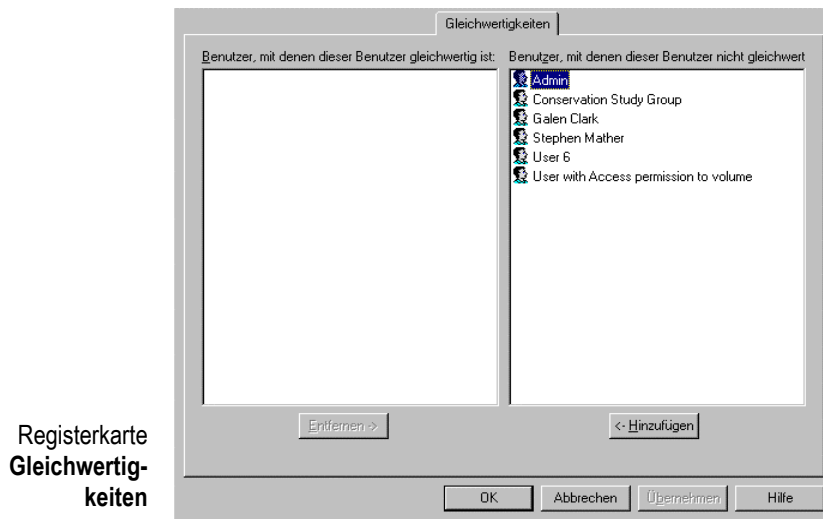 Gleichwertigkeiten
Benutzer, mit denen dieser Benutzer gleichwertig ist:
Benutzer, mit denen dieser Benutzer nicht gleichwert
Admin
Conservation Study Group
Galen Clark
Stephen Mather
User 6
User with Access permission to volume
Entfernen ->
<- Hinzufügen
Registerkarte
Gleichwertig-
keiten
OK
Abbrechen
Übernehmen
Hilfe